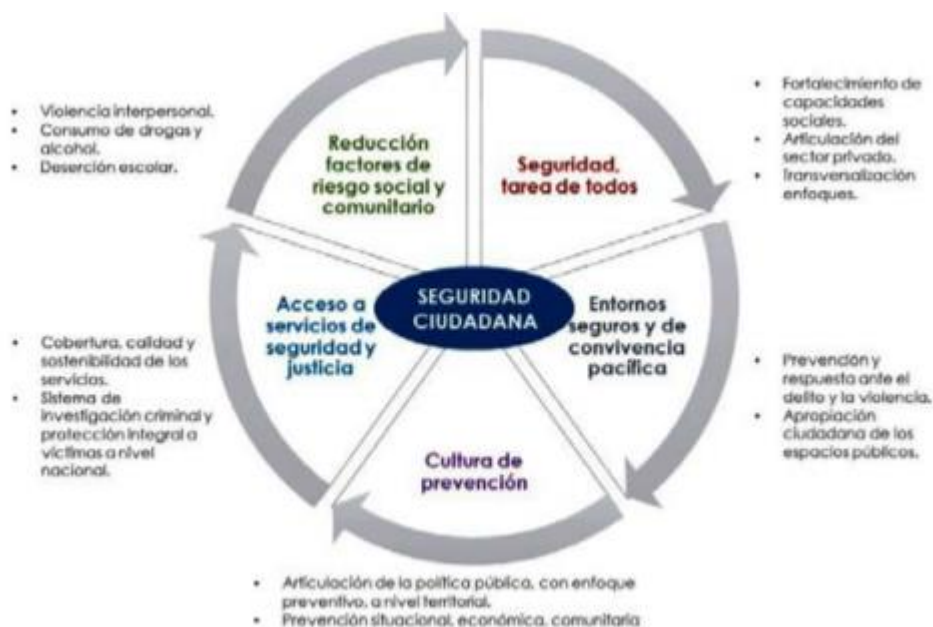 • Violencia interpersonal.
• Consumo de drogas y
alcohol.
• Deserción escolar.
Reducción
factores de
riesgo social y
comunitario
Seguridad,
tarea de todos
• Fortalecimiento de
capacidades
sociales.
• Articulación del
sector privado.
• Transversalización
enfoques.
SEGURIDAD
CIUDADANA
Acceso a
servicios de
seguridad y
justicia
Entornos
seguros y de
convivencia
pacífica
• Cobertura, calidad y
sostenibilidad de los
servicios.
• Sistema de
investigación criminal y
protección integral a
víctimas a nivel
nacional.
• Prevención y
respuesta ante el
delito y la violencia.
• Apropiación
ciudadana de los
espacios públicos.
Cultura de
prevención
• Articulación de la política pública, con enfoque
preventivo, a nivel territorial.
• Prevención situacional, económica, comunitaria